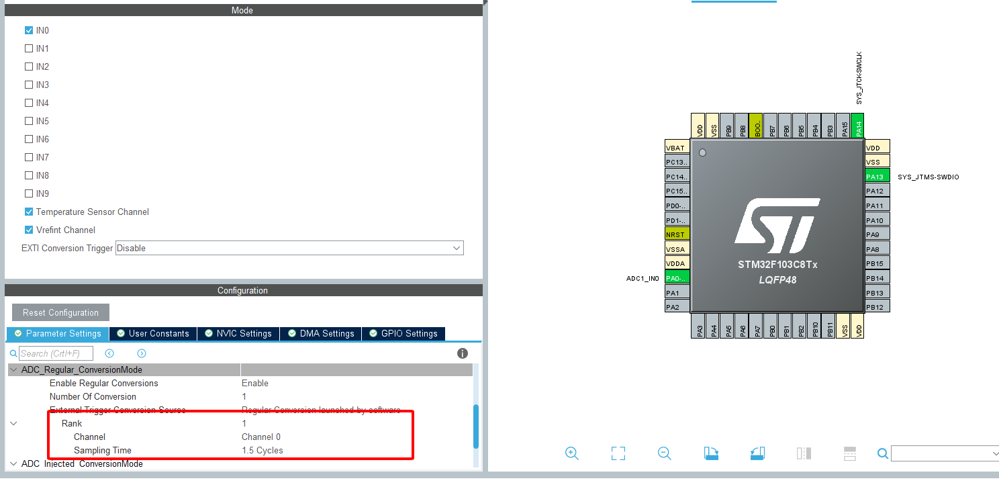 Mode
IN0
IN1
IN2
IN3
IN4
IN5
IN6
IN7
IN8
IN9
Temperature Sensor Channel
Vrefint Channel
EXTI Conversion Trigger Disable
Configuration
Reset Configuration
Parameter Settings User Constants NVIC Settings DMA Settings GPIO Settings
Search (Crtl+F)
ADC_Regular_ConversionMode
Enable Regular Conversions Enable
Number Of Conversion 1
External Trigger Conversion Source Regular Conversion launched by software
Rank 1
Channel Channel 0
Sampling Time 1.5 Cycles
ADC_Injected_ConversionMode
SYS_JTCK-SWCLK
VDD VSS PB9 PB8 BOO.. PB7 PB6 PB5 PB4 PB3 PA15 PA14
VBAT
PC13..
PC14..
PC15..
PD0-..
PD1-..
NRST
VSSA
VDDA
ADC1_IN0 PA0-..
PA1
PA2
STM32F103C8Tx
LQFP48
VDD
VSS
PA13 SYS_JTMS-SWDIO
PA12
PA11
PA10
PA9
PA8
PB15
PB14
PB13
PB12
PA3 PA4 PA5 PA6 PA7 PB0 PB1 PB2 PB10 PB11 VSS VDD